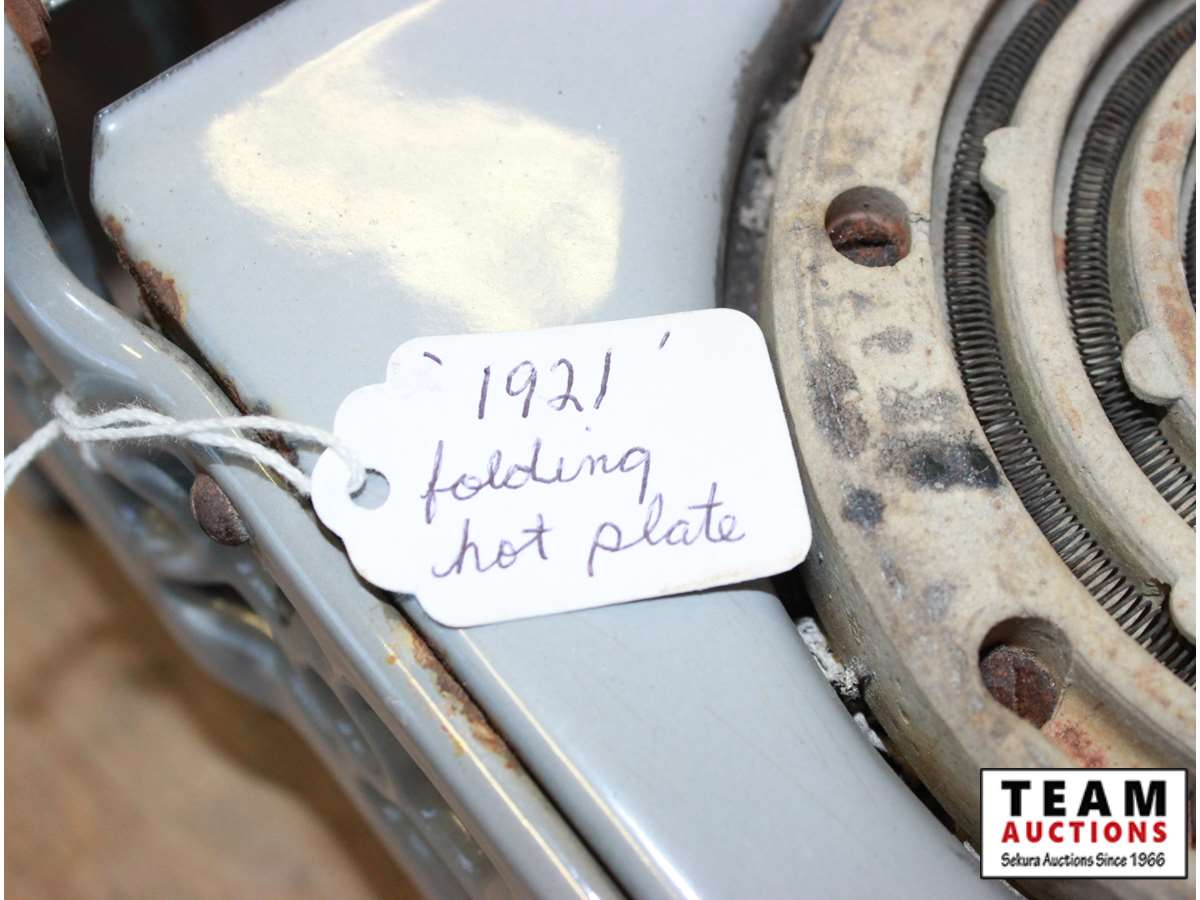 '1921'
folding
hot plate
TEAM
AUCTIONS
Sekura Auctions Since 1966